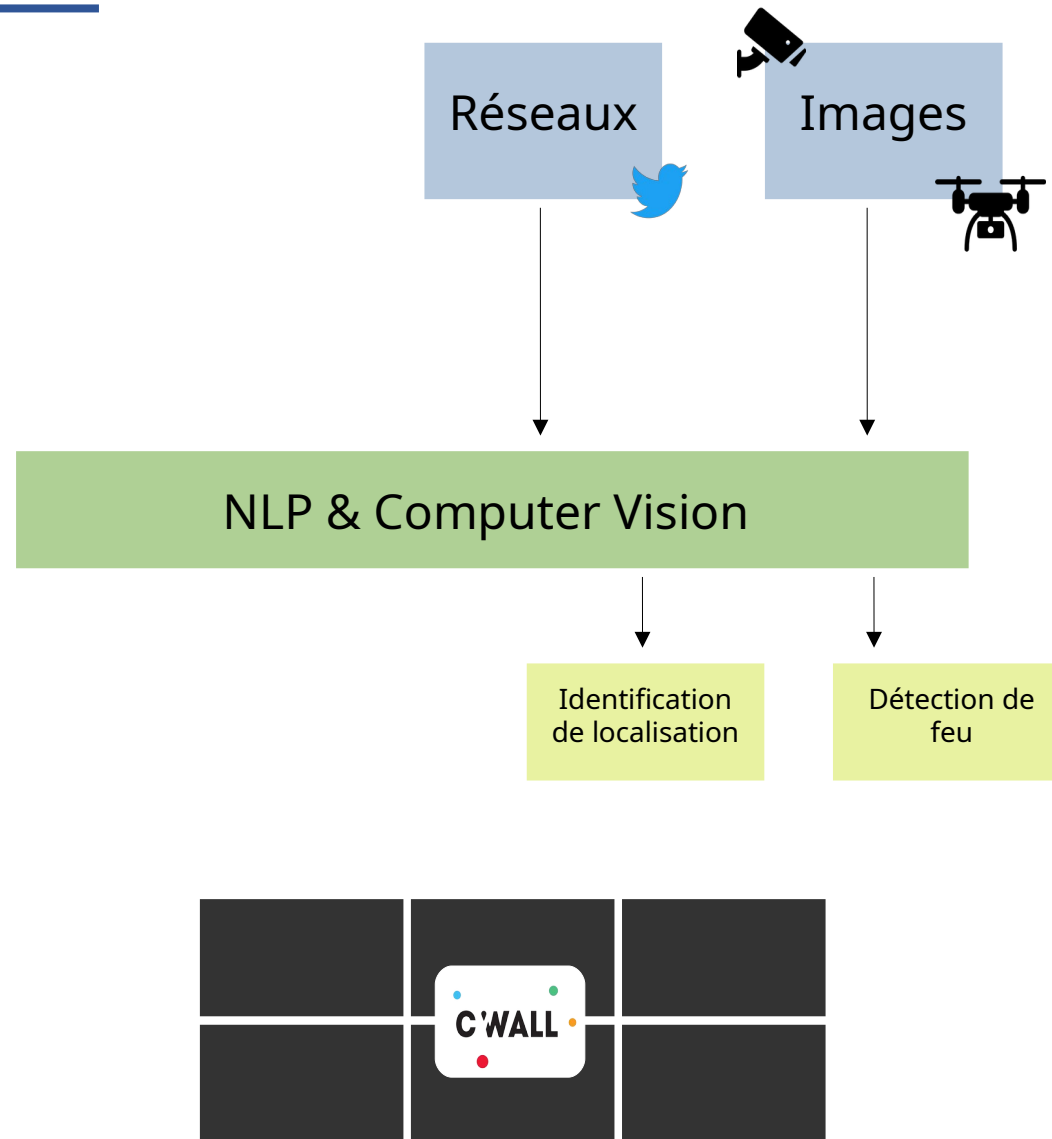 Réseaux
Images
NLP & Computer Vision
Identification
de localisation
Détection de
feu
C'WALL